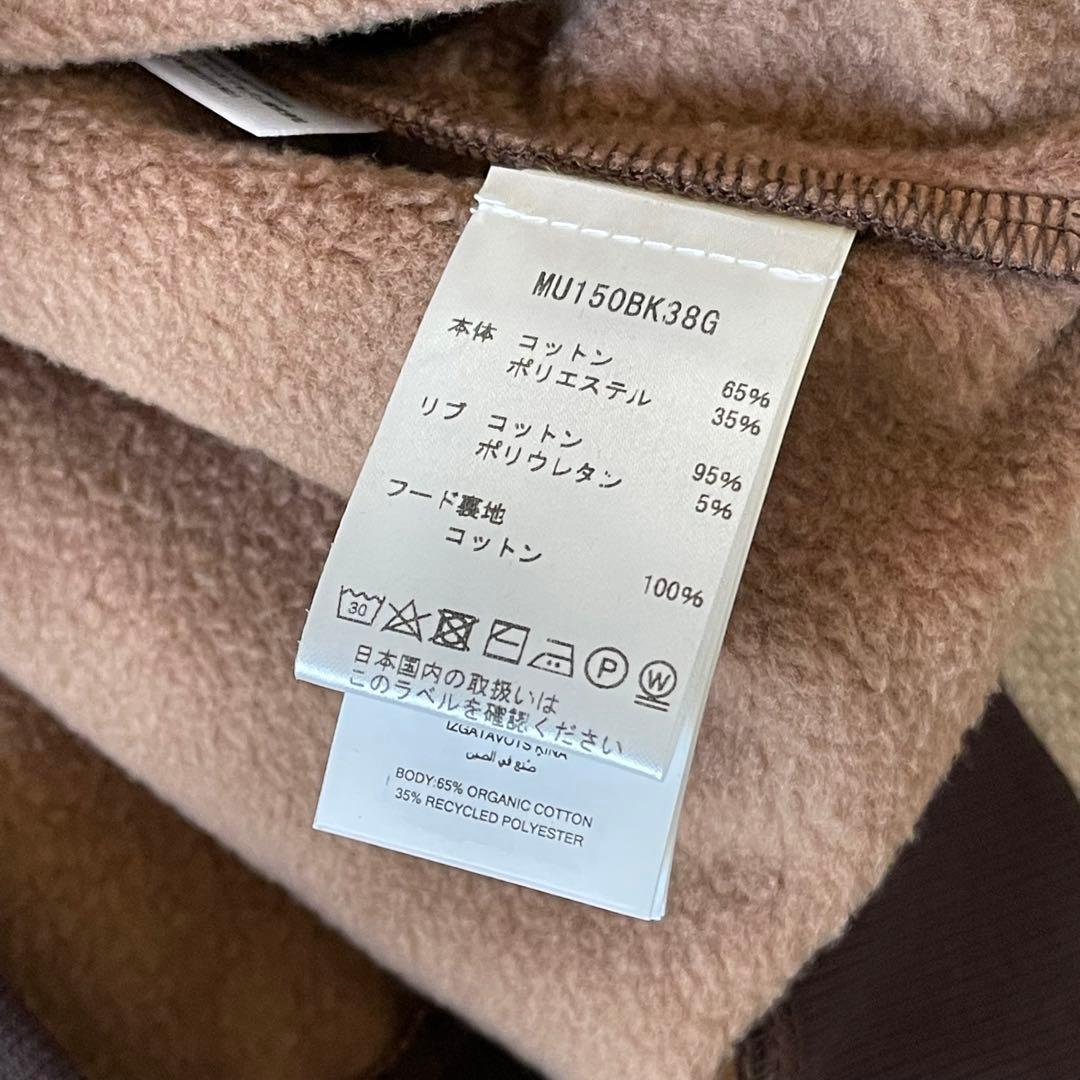 MU150BK38G
本体 コットン 65%
ポリエステル 35%
リブ コットン 95%
ポリウレタン 5%
フード裏地
コットン 100%
30 P W
日本国内の取扱いは
このラベルを確認ください
صنع في الصين
BODY:65% ORGANIC COTTON
35% RECYCLED POLYESTER